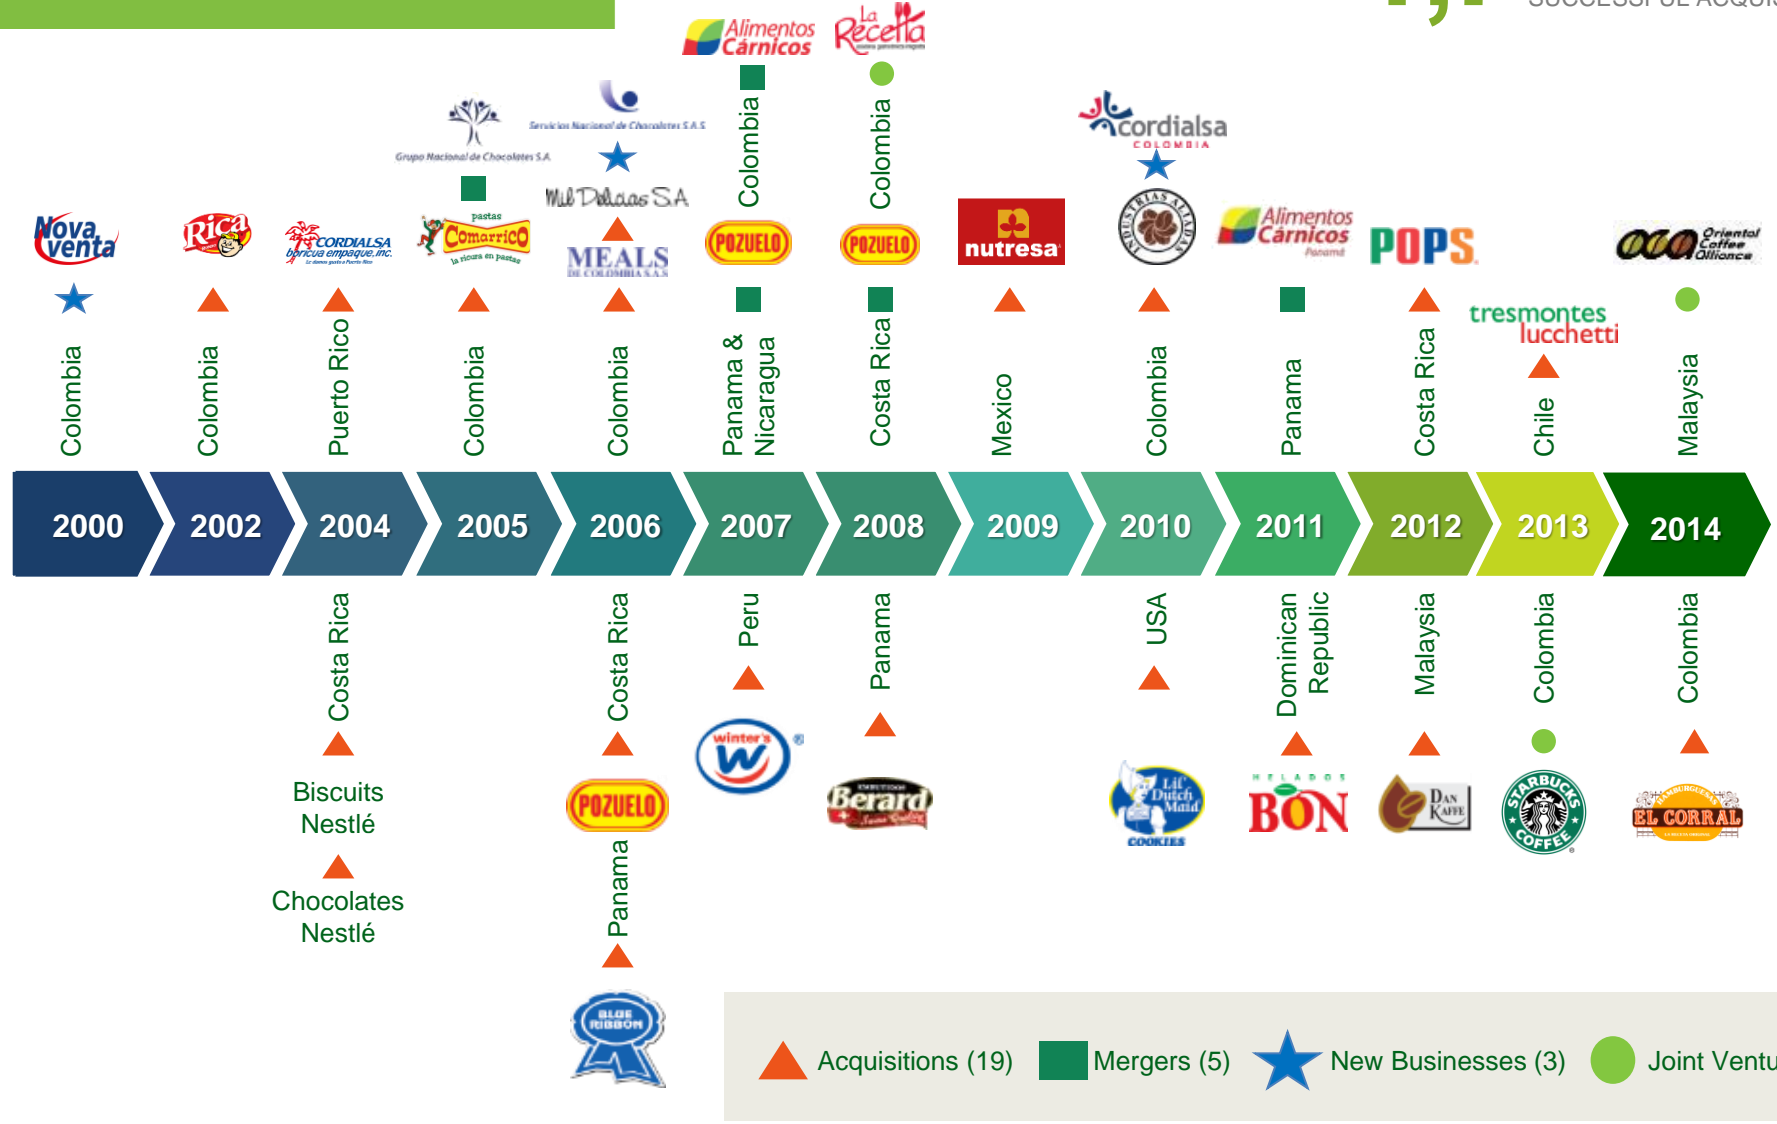 SUCCESSFUL ACQUIS
Alimentos
Cárnicos
La
Receta
Colombia
Colombia
Grupo Nacional de Chocolates S.A.
Servicios Nacional de Chocolates S.A.S
Mil Delicias S.A
cordialsa
COLOMBIA
Nova
venta
Rica
CORDIALSA
boricua empaque, inc.
pastas
Comarrico
la ricura en pastas
MEALS
DE COLOMBIA S.A.S
POZUELO
POZUELO
nutresa
INDUSTRIAS ALIADAS
Alimentos
Cárnicos
Panamá
POPS
tresmontes
lucchetti
Oriental
Coffee
Alliance
Colombia
Colombia
Puerto Rico
Colombia
Colombia
Panama &
Nicaragua
Costa Rica
Mexico
Colombia
Panama
Costa Rica
Chile
Malaysia
2000
2002
2004
2005
2006
2007
2008
2009
2010
2011
2012
2013
2014
Costa Rica
Biscuits
Nestlé
Chocolates
Nestlé
Costa Rica
POZUELO
Panama
BLUE
RIBBON
Peru
winter's
W
®
Panama
Berard
USA
Lil'
Dutch
Maid
COOKIES
Dominican
Republic
HELADOS
BON
Malaysia
DAN
KAFFE
Colombia
STARBUCKS
COFFEE
Colombia
HAMBURGUESAS
EL CORRAL
Acquisitions (19)
Mergers (5)
New Businesses (3)
Joint Ventu